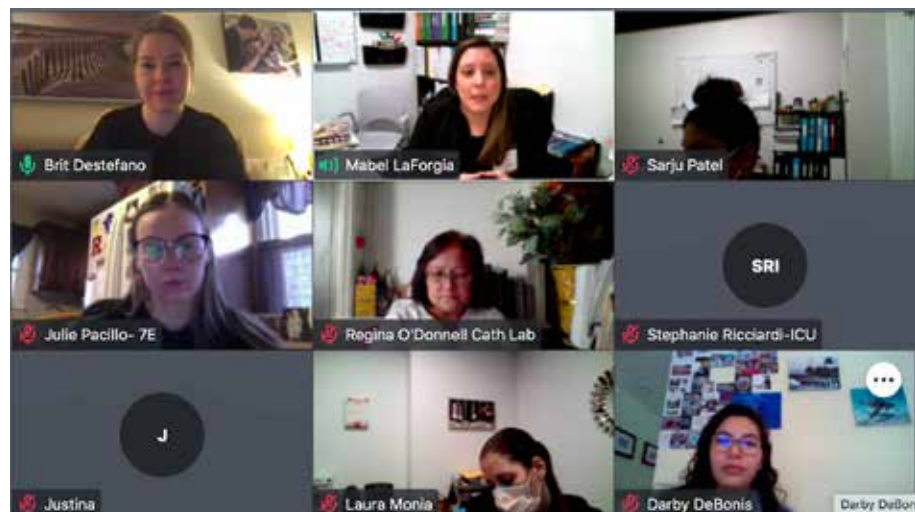 Brit Destefano
Mabel LaForgia
Sarju Patel
Julie Pacillo- 7E
Regina O'Donnell Cath Lab
SRI
Stephanie Ricciardi-ICU
J
Justina
Laura Monia
Darby DeBonis
Darby DeBon